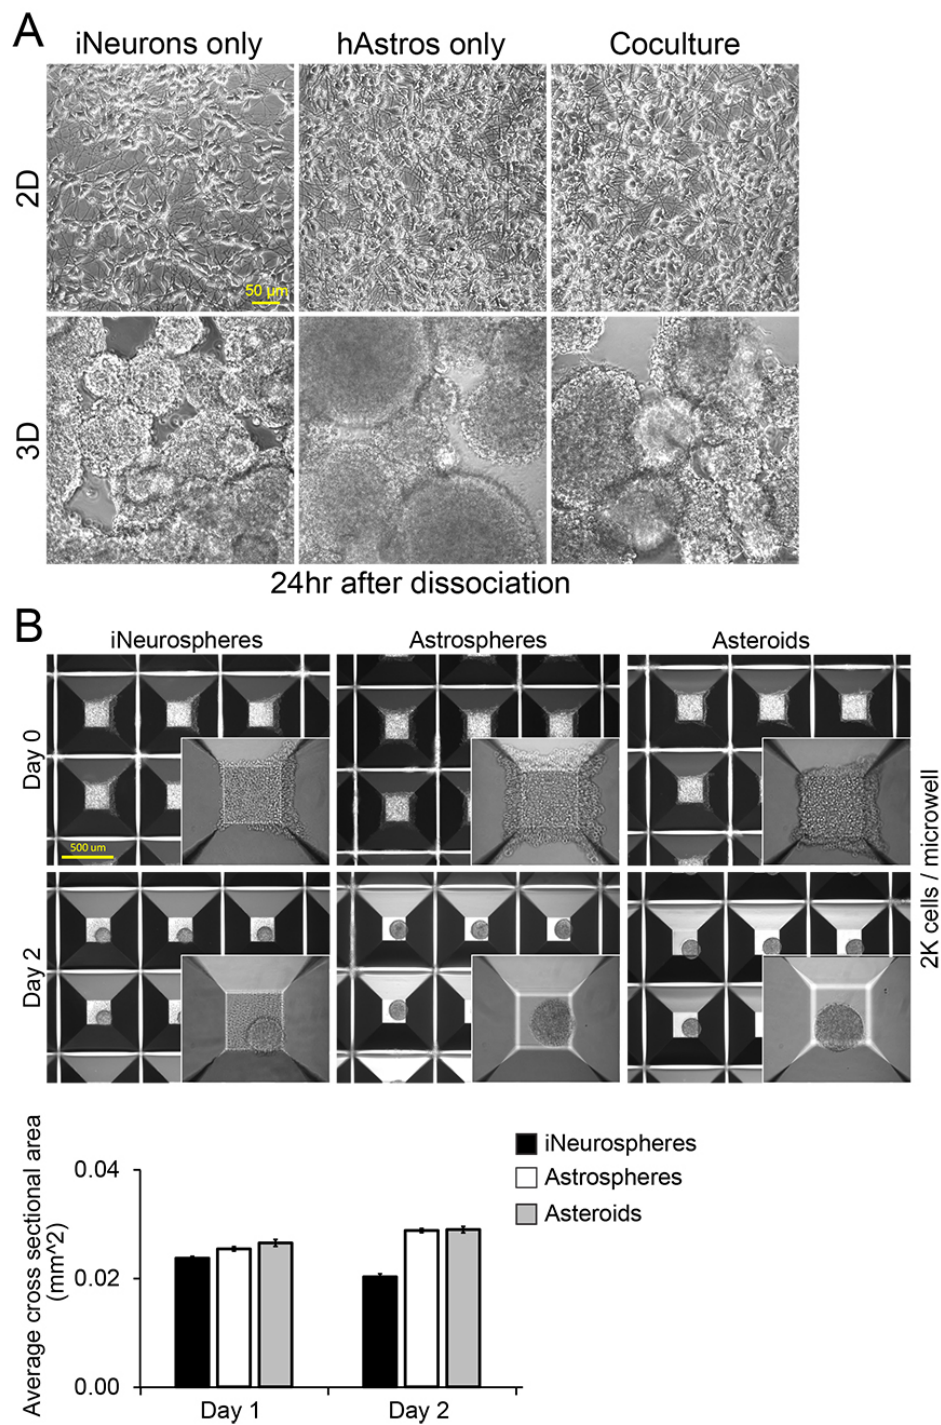 A
iNeurons only
hAstros only
Coculture
2D
50 µm
3D
24hr after dissociation
B
iNeurospheres
Astrospheres
Asteroids
Day 0
500 um
Day 2
2K cells / microwell
Average cross sectional area
(mm^2)
0.04
0.02
0.00
Day 1
Day 2
iNeurospheres
Astrospheres
Asteroids